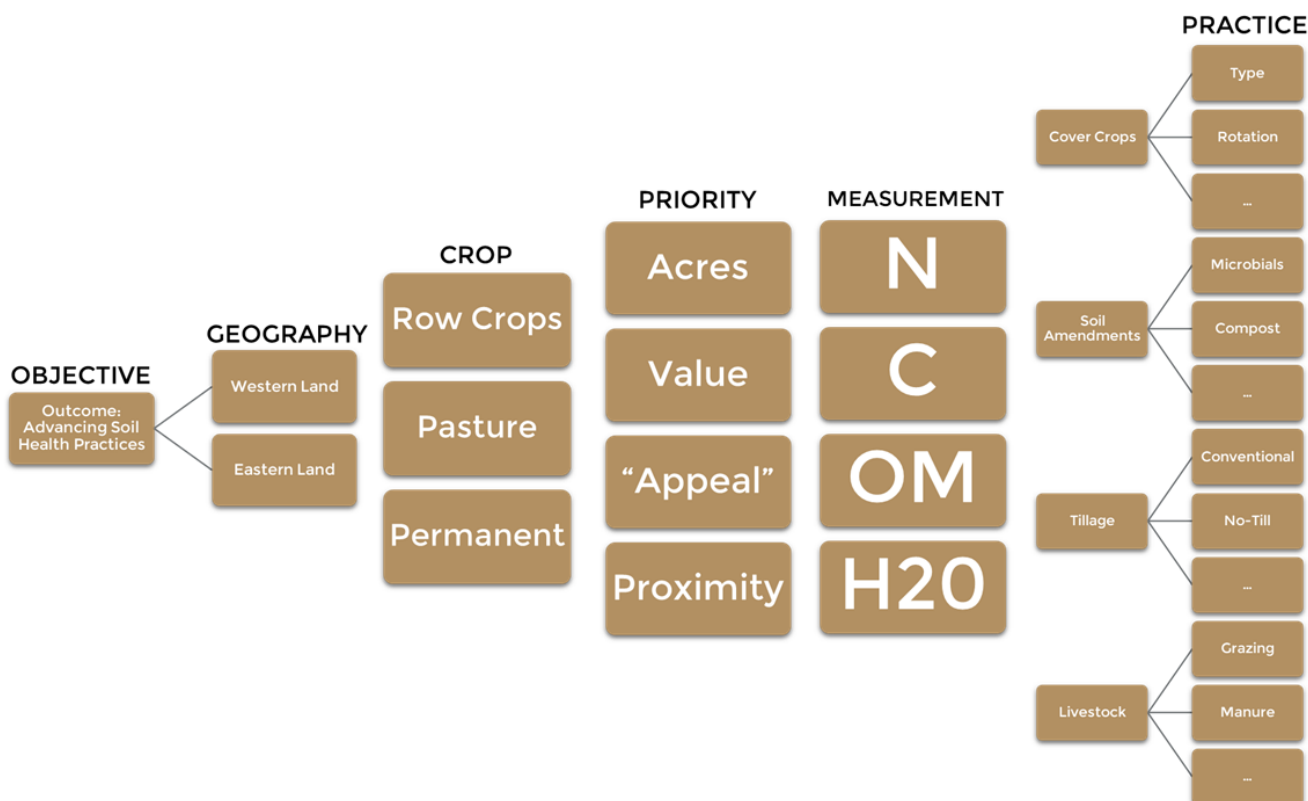 OBJECTIVE
Outcome:
Advancing Soil
Health Practices
GEOGRAPHY
Western Land
Eastern Land
CROP
Row Crops
Pasture
Permanent
PRIORITY
Acres
Value
“Appeal”
Proximity
MEASUREMENT
N
C
OM
H20
PRACTICE
Cover Crops
Type
Rotation
...
Soil
Amendments
Microbials
Compost
...
Tillage
Conventional
No-Till
...
Livestock
Grazing
Manure
...